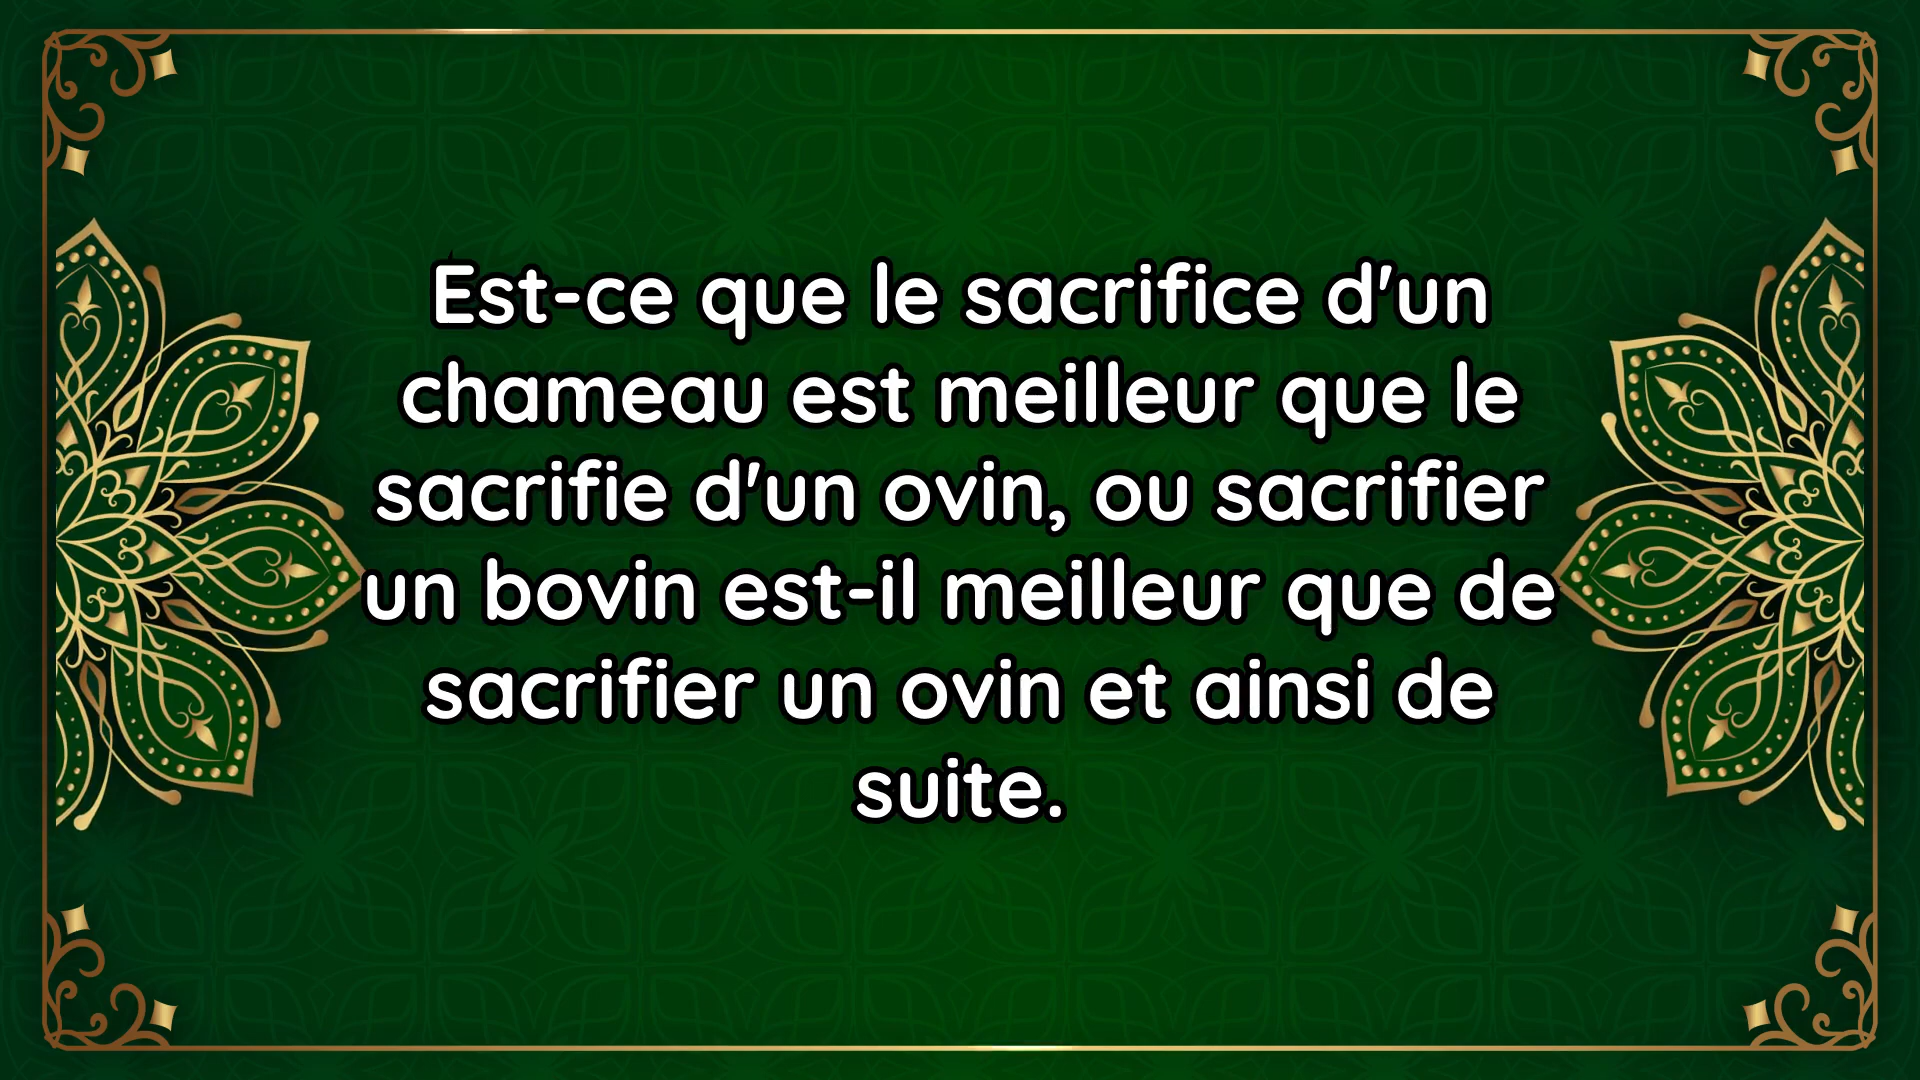 Est-ce que le sacrifice d'un
chameau est meilleur que le
sacrifie d'un ovin, ou sacrifier
un bovin est-il meilleur que de
sacrifier un ovin et ainsi de
suite.